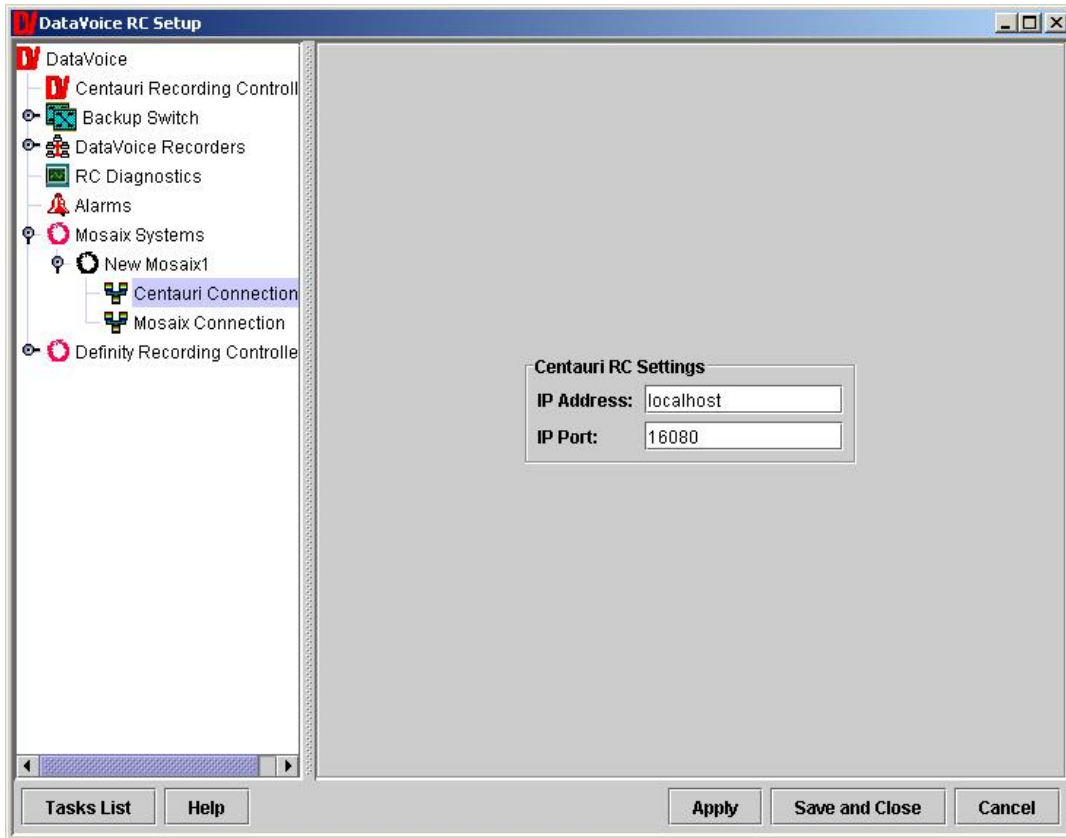 DataVoice RC Setup
DataVoice
Centauri Recording Controll
Backup Switch
DataVoice Recorders
RC Diagnostics
Alarms
Mosaix Systems
New Mosaix1
Centauri Connection
Mosaix Connection
Definity Recording Controlle
Centauri RC Settings
IP Address: localhost
IP Port: 16080
Tasks List Help Apply Save and Close Cancel